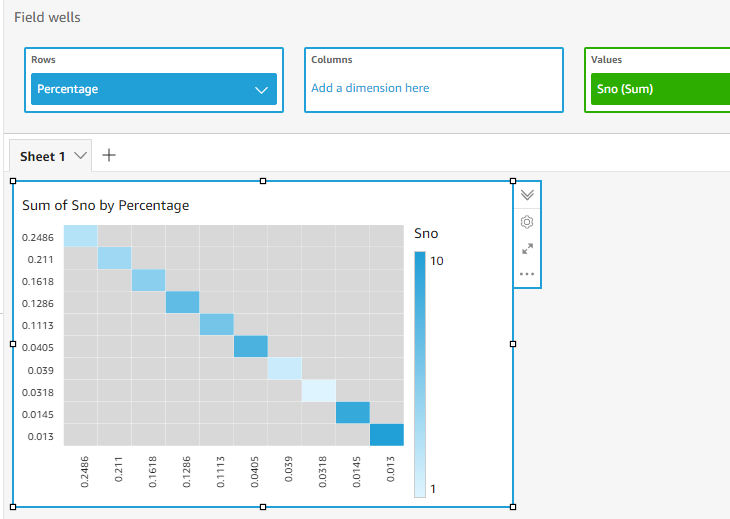 Field wells
Rows
Columns
Values
Percentage
Add a dimension here
Sno (Sum)
Sheet 1
Sum of Sno by Percentage
Sno
10
1
0.2486
0.211
0.1618
0.1286
0.1113
0.0405
0.039
0.0318
0.0145
0.013
0.2486
0.211
0.1618
0.1286
0.1113
0.0405
0.039
0.0318
0.0145
0.013